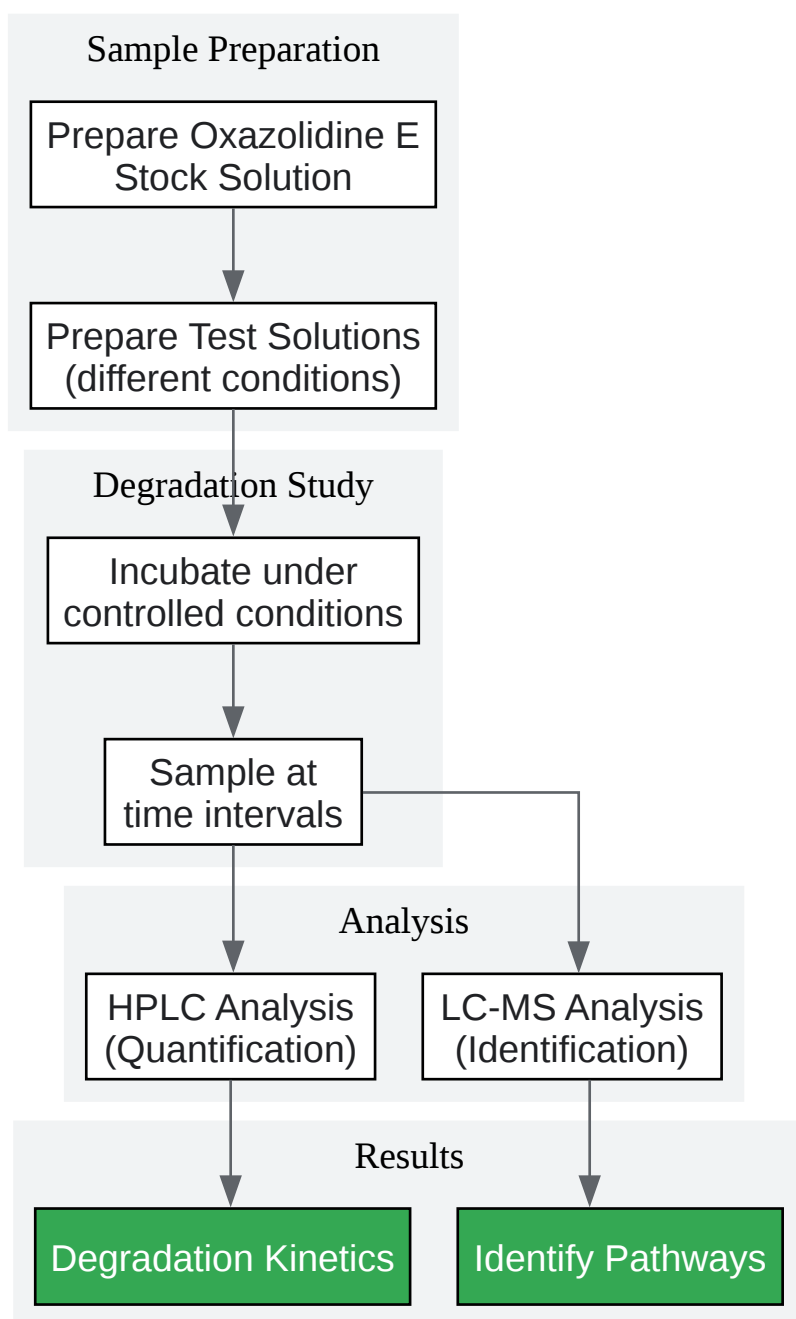 Sample Preparation
Prepare Oxazolidine E
Stock Solution
Prepare Test Solutions
(different conditions)
Degradation Study
Incubate under
controlled conditions
Sample at
time intervals
Analysis
HPLC Analysis
(Quantification)
LC-MS Analysis
(Identification)
Results
Degradation Kinetics
Identify Pathways